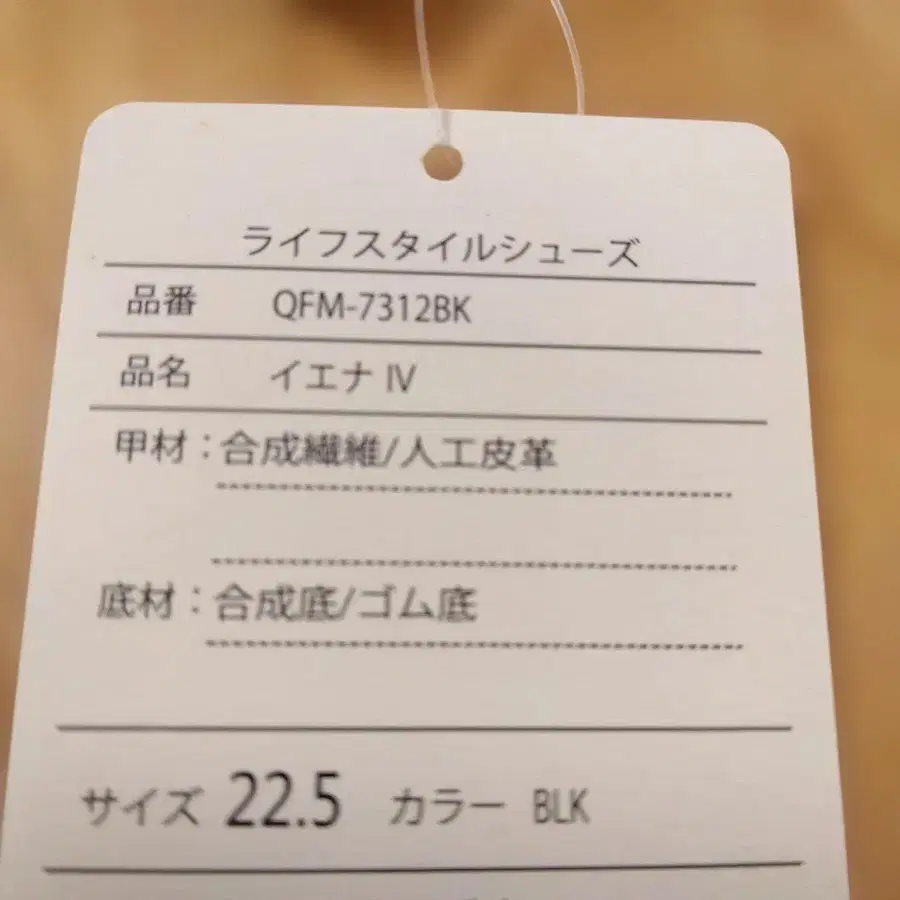 ライフスタイルシューズ
品番 QFM-7312BK
品名 イエナ Ⅳ
甲材：合成繊維/人工皮革
底材：合成底/ゴム底
サイズ 22.5 カラー BLK